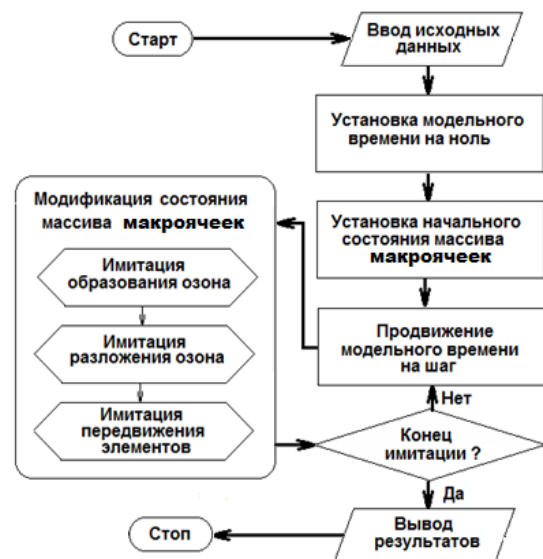 Старт
Ввод исходных
данных
Установка модельного
времени на ноль
Установка начального
состояния массива
макроячеек
Продвижение
модельного времени
на шаг
Модификация состояния
массива макроячеек
Имитация
образования озона
Имитация
разложения озона
Имитация
передвижения
элементов
Конец
имитации ?
Нет
Да
Вывод
результатов
Стоп